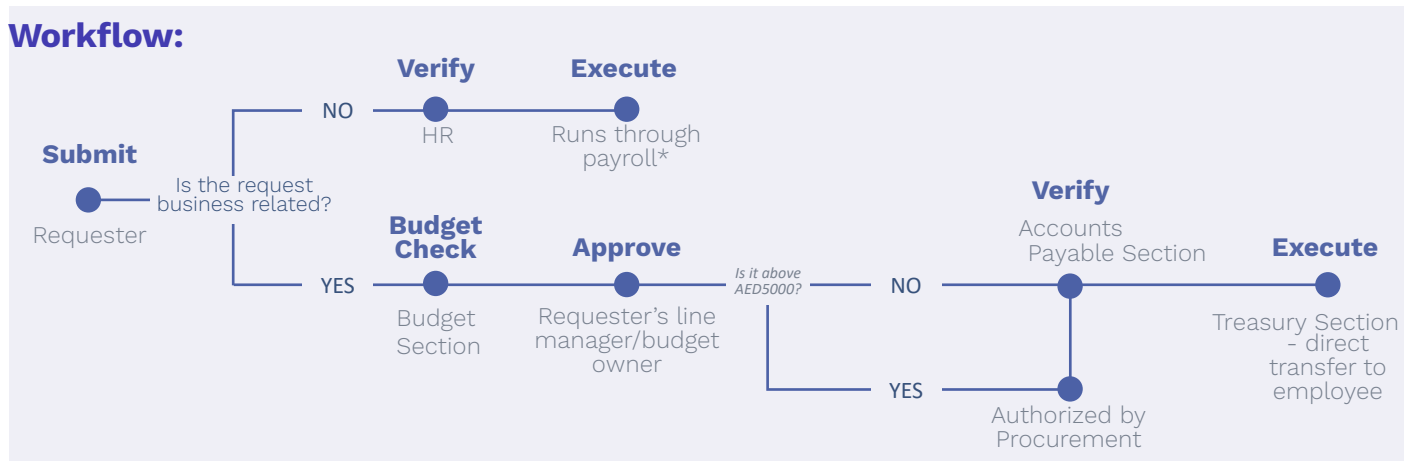 Workflow:
Submit
Requester
Is the request
business related?
NO
Verify
HR
Execute
Runs through
payroll*
YES
Budget
Check
Budget
Section
Approve
Requester’s line
manager/budget
owner
Is it above
AED5000?
NO
YES
Authorized by
Procurement
Verify
Accounts
Payable Section
Execute
Treasury Section
- direct
transfer to
employee